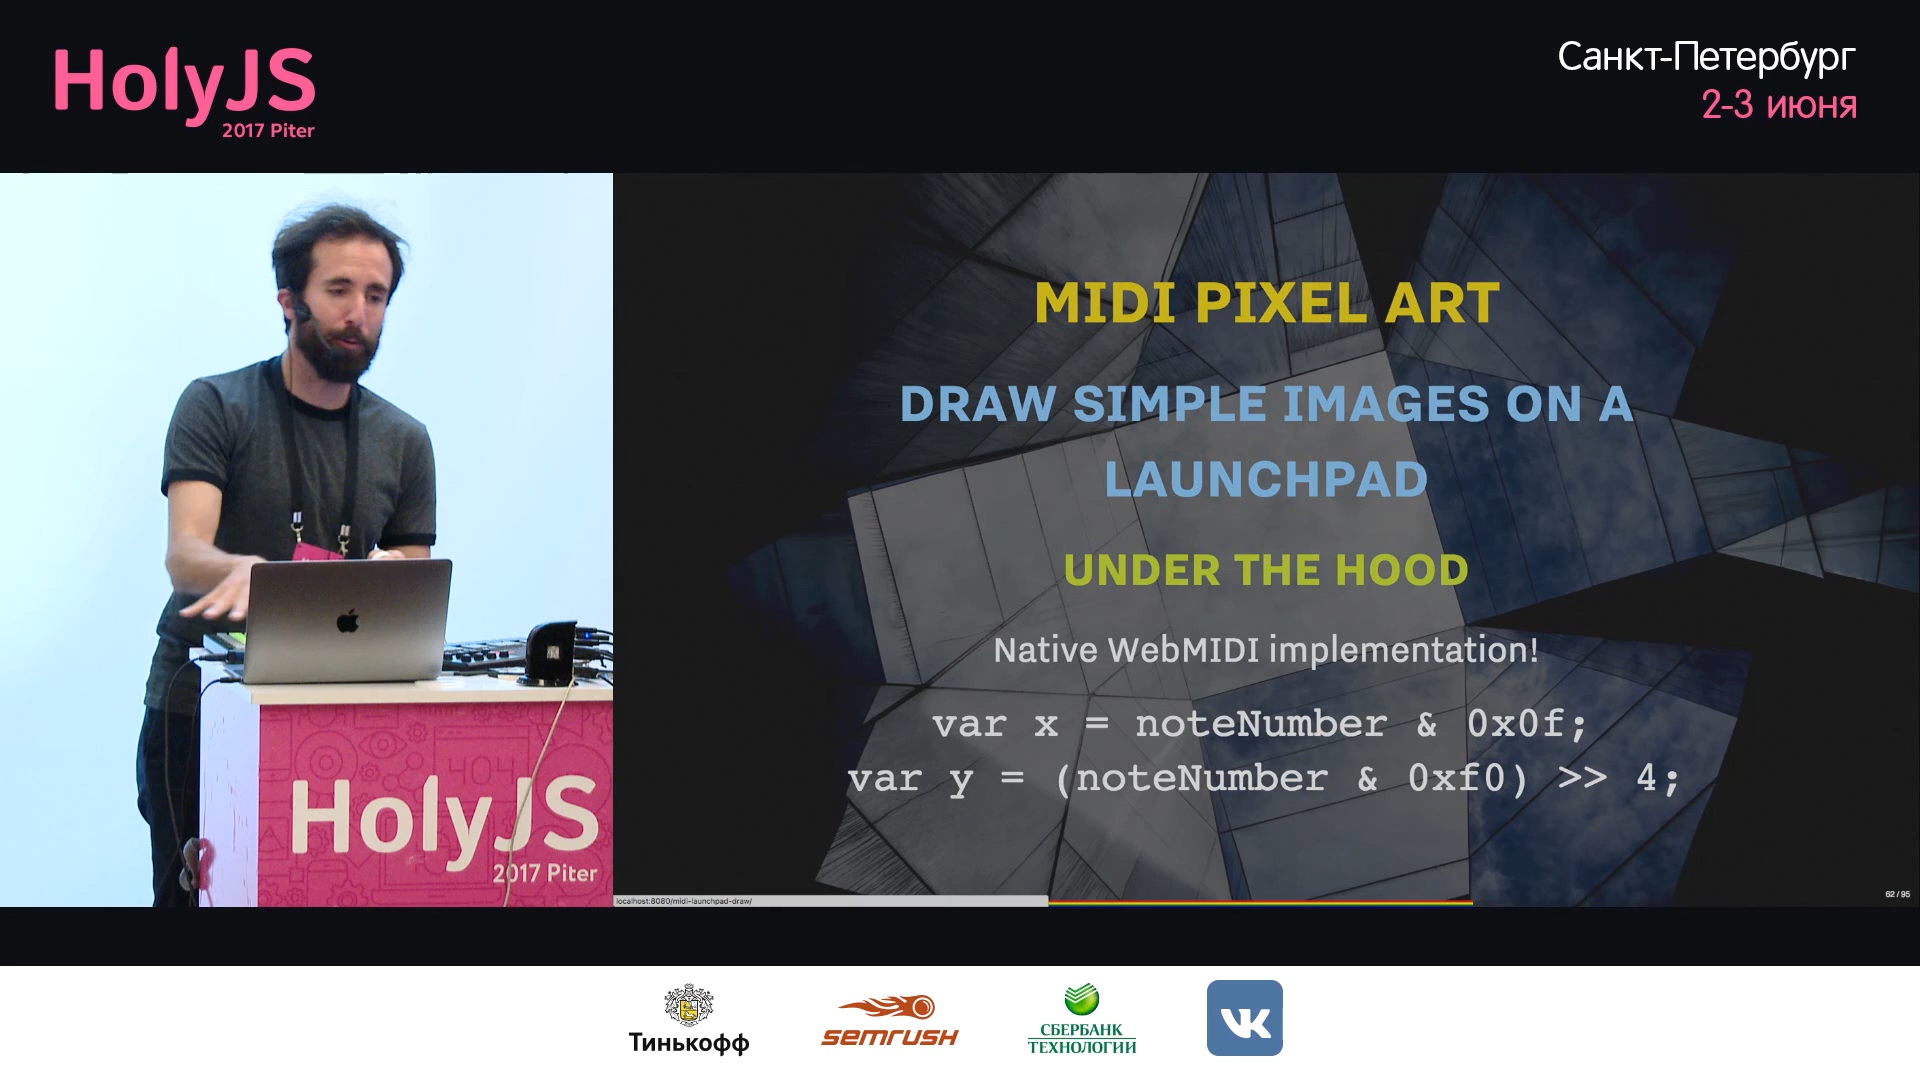 HolyJS
2017 Piter
Санкт-Петербург
2-3 июня
MIDI PIXEL ART
DRAW SIMPLE IMAGES ON A
LAUNCHPAD
UNDER THE HOOD
Native WebMIDI implementation!
var x = noteNumber & 0x0f;
var y = (noteNumber & 0xf0) >> 4;
localhost:8080/midi-launchpad-draw/
62 / 95
404
HolyJS
2017 Piter
Тинькофф
semrush
СБЕРБАНК
ТЕХНОЛОГИИ
VK